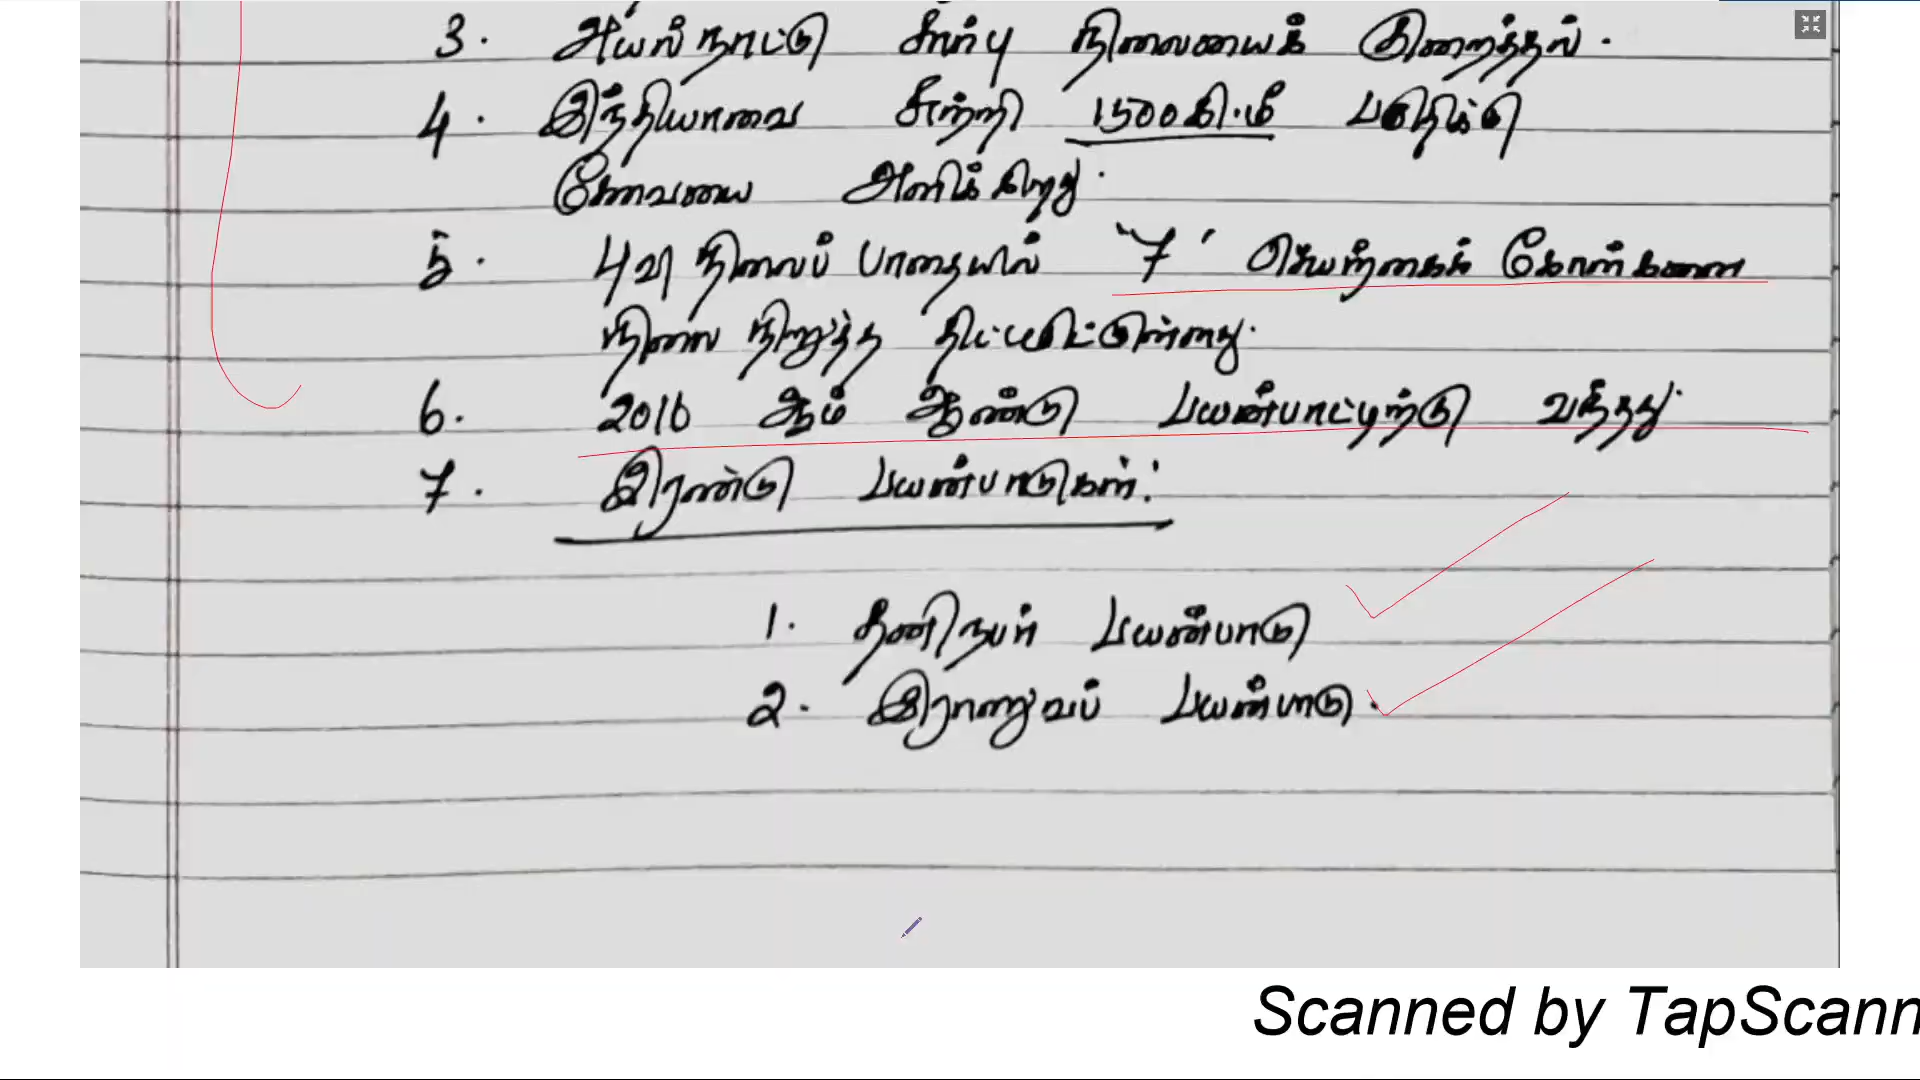 3. அயல்நாட்டு சார்பு நிலையைக் குறைத்தல்.
4. இந்தியாவை சுற்றி 1500கி.மீ பகுதிக்கு
சேவையை அளிக்கிறது.
5. புவி நிலைப் பாதையில் "7" செயற்கைக் கோள்களை
நிலை நிறுத்த திட்டமிட்டுள்ளது.
6. 2016 ஆம் ஆண்டு பயன்பாட்டிற்கு வந்தது.
7. இரண்டு பயன்பாடுகள்:
1. தனிநபர் பயன்பாடு
2. இராணுவப் பயன்பாடு.
Scanned by TapScann